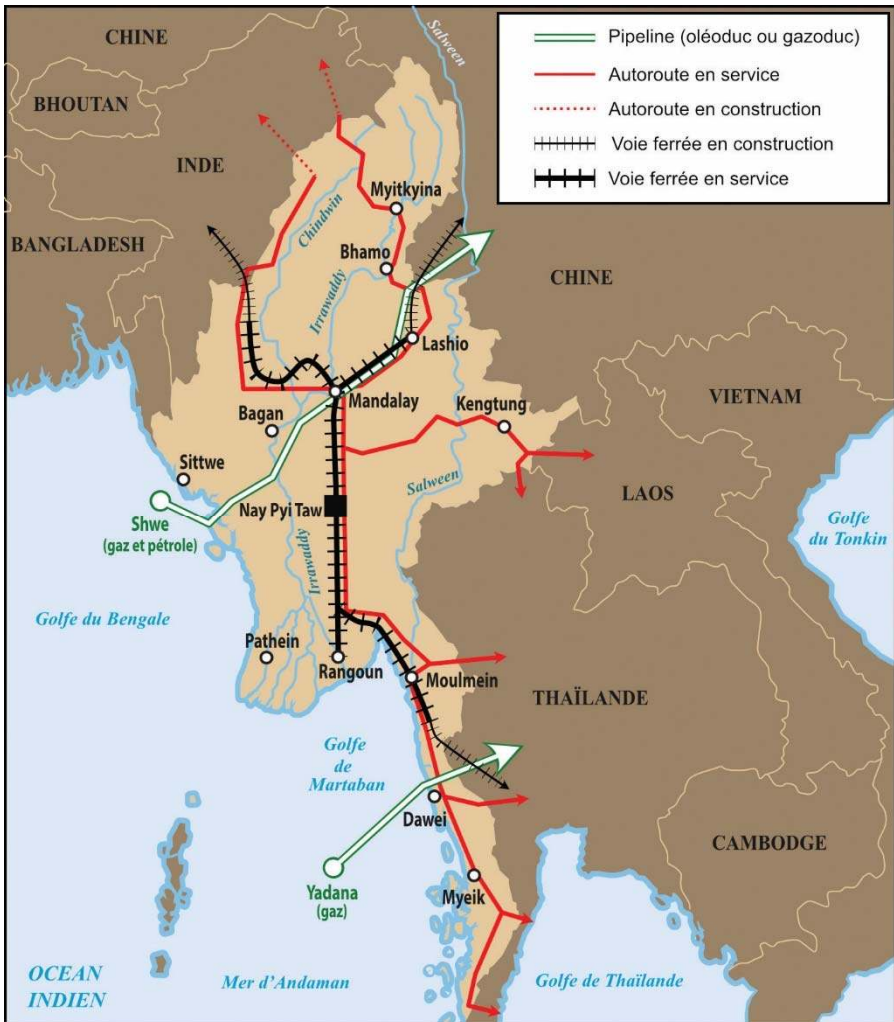 CHINE
Salween
BHOUTAN
INDE
BANGLADESH
Pipeline (oléoduc ou gazoduc)
Autoroute en service
Autoroute en construction
Voie ferrée en construction
Voie ferrée en service
Myitkyina
Chindwin
Bhamo
Irrawaddy
CHINE
Lashio
Mandalay
Bagan
Kengtung
VIETNAM
Sittwe
Salween
LAOS
Shwe
(gaz et pétrole)
Nay Pyi Taw
Golfe
du Tonkin
Irrawaddy
Golfe du Bengale
Pathein
Rangoun
Moulmein
THAÏLANDE
Golfe
de
Martaban
Dawei
CAMBODGE
Yadana
(gaz)
Myeik
OCEAN
INDIEN
Mer d'Andaman
Golfe de Thaïlande